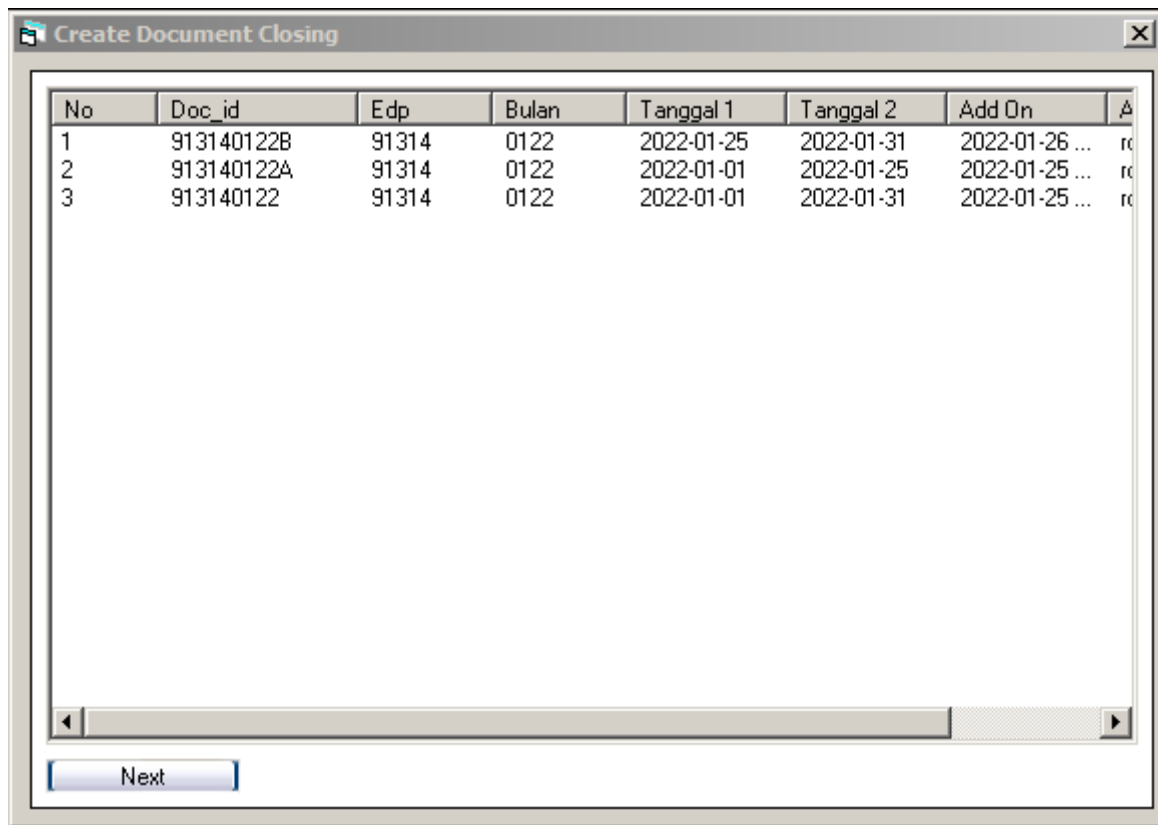 Create Document Closing
No Doc_id Edp Bulan Tanggal 1 Tanggal 2 Add On
1 913140122B 91314 0122 2022-01-25 2022-01-31 2022-01-26 ...
2 913140122A 91314 0122 2022-01-01 2022-01-25 2022-01-25 ...
3 913140122 91314 0122 2022-01-01 2022-01-31 2022-01-25 ...
Next